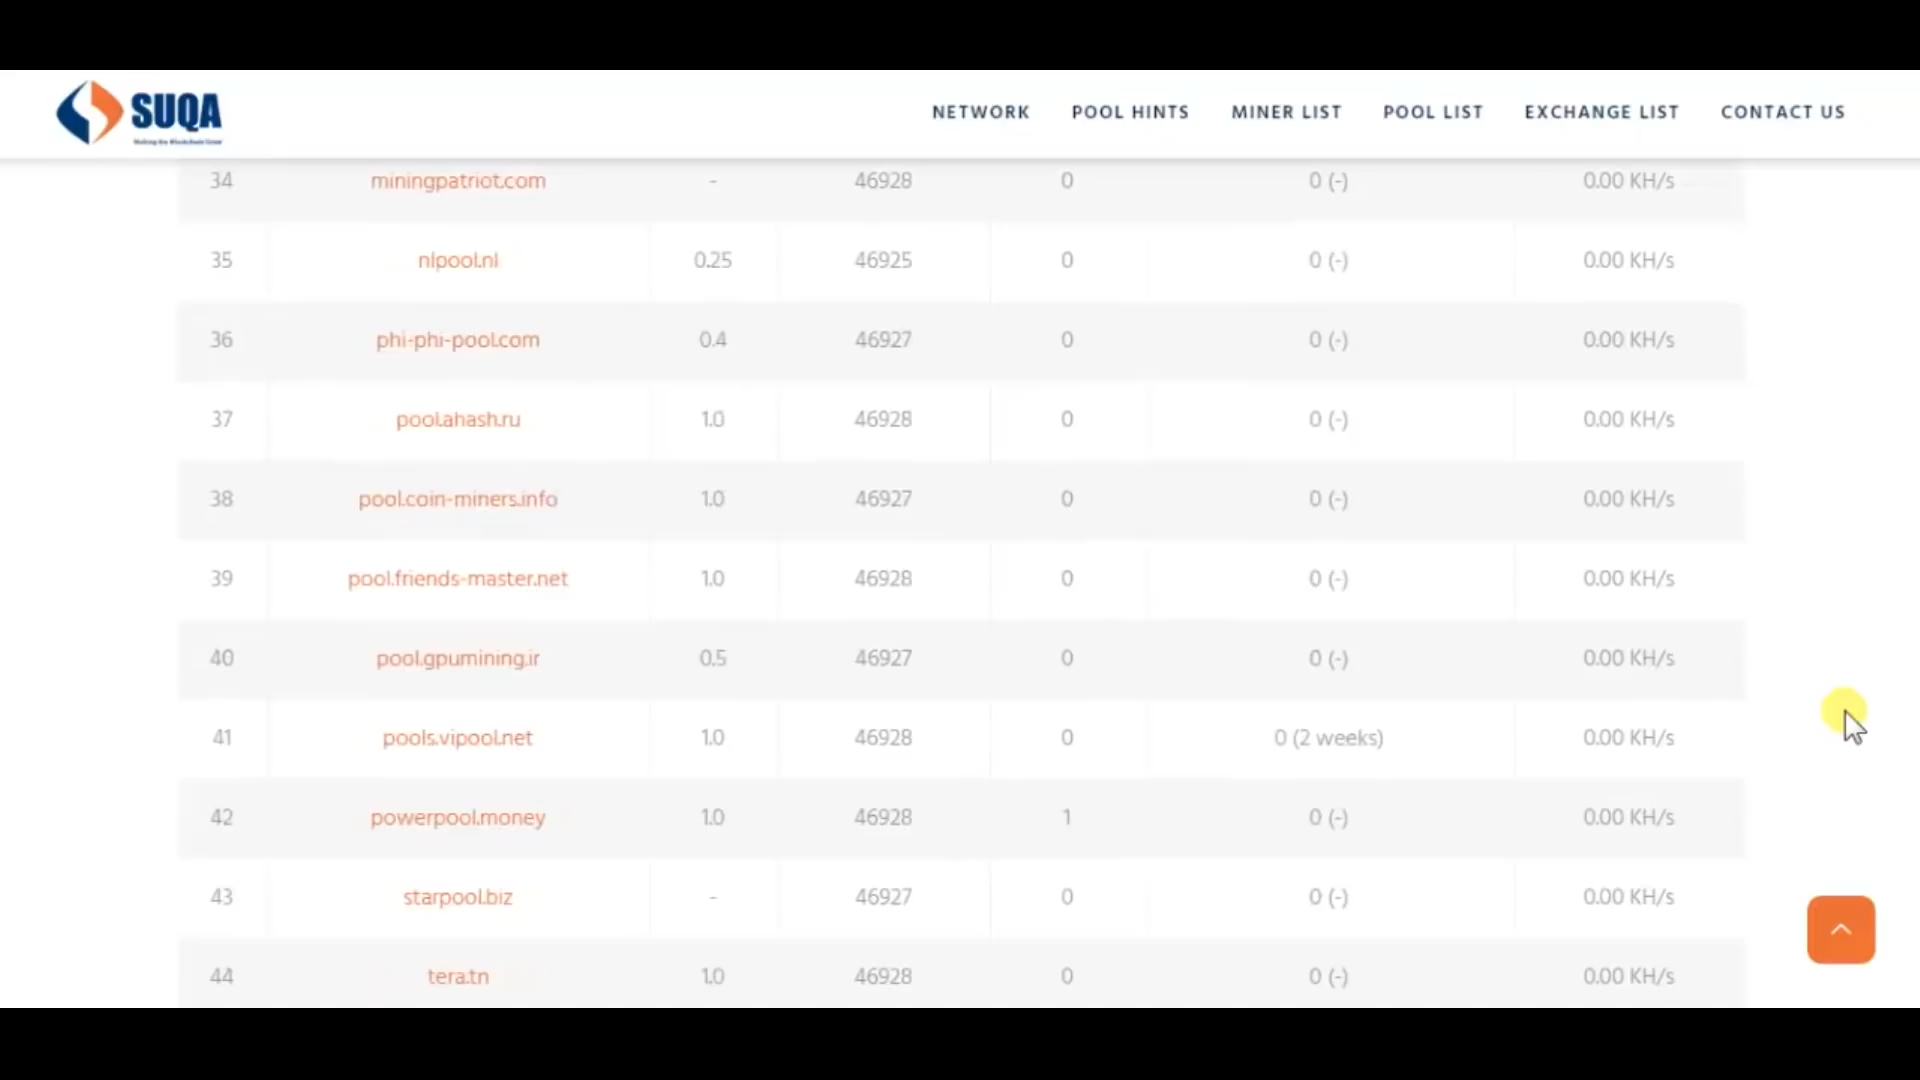 SUQA
NETWORK POOL HINTS MINER LIST POOL LIST EXCHANGE LIST CONTACT US
34 miningpatriot.com - 46928 0 0 (-) 0.00 KH/s
35 nlpool.nl 0.25 46925 0 0 (-) 0.00 KH/s
36 phi-phi-pool.com 0.4 46927 0 0 (-) 0.00 KH/s
37 pool.ahash.ru 1.0 46928 0 0 (-) 0.00 KH/s
38 pool.coin-miners.info 1.0 46927 0 0 (-) 0.00 KH/s
39 pool.friends-master.net 1.0 46928 0 0 (-) 0.00 KH/s
40 pool.gpumining.ir 0.5 46927 0 0 (-) 0.00 KH/s
41 pools.vipool.net 1.0 46928 0 0 (2 weeks) 0.00 KH/s
42 powerpool.money 1.0 46928 1 0 (-) 0.00 KH/s
43 starpool.biz - 46927 0 0 (-) 0.00 KH/s
44 tera.tn 1.0 46928 0 0 (-) 0.00 KH/s